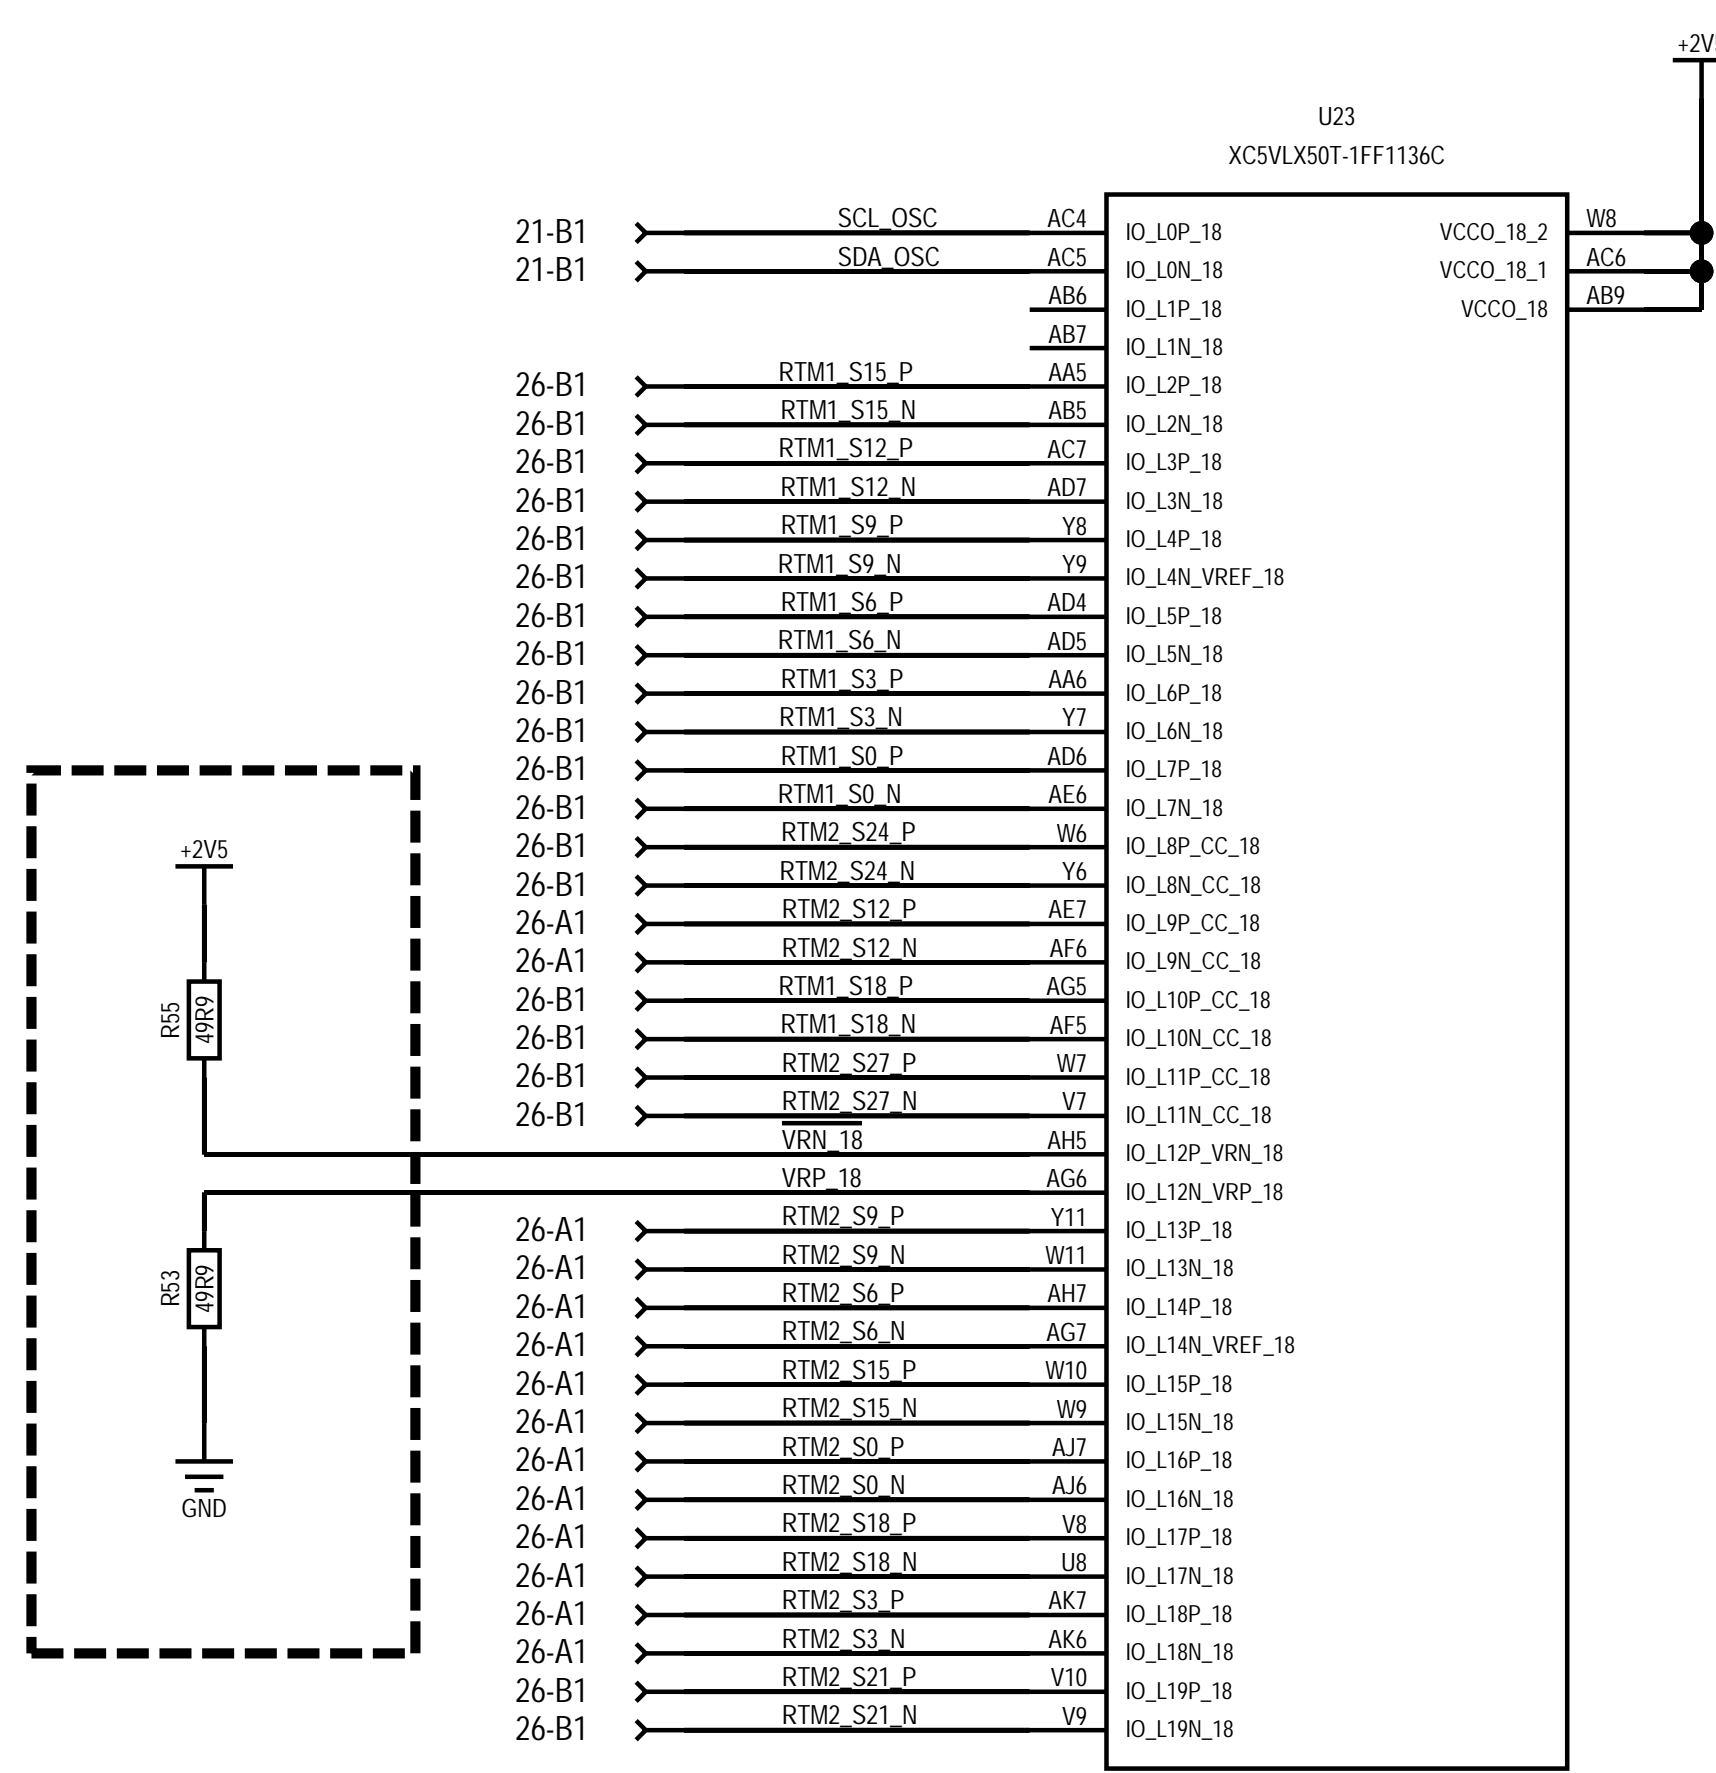 +2V
U23
XC5VLX50T-1FF1136C
21-B1 SCL_OSC AC4 IO_L0P_18 VCCO_18_2 W8
21-B1 SDA_OSC AC5 IO_L0N_18 VCCO_18_1 AC6
AB6 IO_L1P_18 VCCO_18 AB9
AB7 IO_L1N_18
26-B1 RTM1_S15_P AA5 IO_L2P_18
26-B1 RTM1_S15_N AB5 IO_L2N_18
26-B1 RTM1_S12_P AC7 IO_L3P_18
26-B1 RTM1_S12_N AD7 IO_L3N_18
26-B1 RTM1_S9_P Y8 IO_L4P_18
26-B1 RTM1_S9_N Y9 IO_L4N_VREF_18
26-B1 RTM1_S6_P AD4 IO_L5P_18
26-B1 RTM1_S6_N AD5 IO_L5N_18
26-B1 RTM1_S3_P AA6 IO_L6P_18
26-B1 RTM1_S3_N Y7 IO_L6N_18
26-B1 RTM1_S0_P AD6 IO_L7P_18
26-B1 RTM1_S0_N AE6 IO_L7N_18
26-B1 RTM2_S24_P W6 IO_L8P_CC_18
26-B1 RTM2_S24_N Y6 IO_L8N_CC_18
26-A1 RTM2_S12_P AE7 IO_L9P_CC_18
26-A1 RTM2_S12_N AF6 IO_L9N_CC_18
26-B1 RTM1_S18_P AG5 IO_L10P_CC_18
26-B1 RTM1_S18_N AF5 IO_L10N_CC_18
26-B1 RTM2_S27_P W7 IO_L11P_CC_18
26-B1 RTM2_S27_N V7 IO_L11N_CC_18
VRN_18 AH5 IO_L12P_VRN_18
VRP_18 AG6 IO_L12N_VRP_18
26-A1 RTM2_S9_P Y11 IO_L13P_18
26-A1 RTM2_S9_N W11 IO_L13N_18
26-A1 RTM2_S6_P AH7 IO_L14P_18
26-A1 RTM2_S6_N AG7 IO_L14N_VREF_18
26-A1 RTM2_S15_P W10 IO_L15P_18
26-A1 RTM2_S15_N W9 IO_L15N_18
26-A1 RTM2_S0_P AJ7 IO_L16P_18
26-A1 RTM2_S0_N AJ6 IO_L16N_18
26-A1 RTM2_S18_P V8 IO_L17P_18
26-A1 RTM2_S18_N U8 IO_L17N_18
26-A1 RTM2_S3_P AK7 IO_L18P_18
26-A1 RTM2_S3_N AK6 IO_L18N_18
26-B1 RTM2_S21_P V10 IO_L19P_18
26-B1 RTM2_S21_N V9 IO_L19N_18
+2V5
R55
49R9
R53
49R9
GND